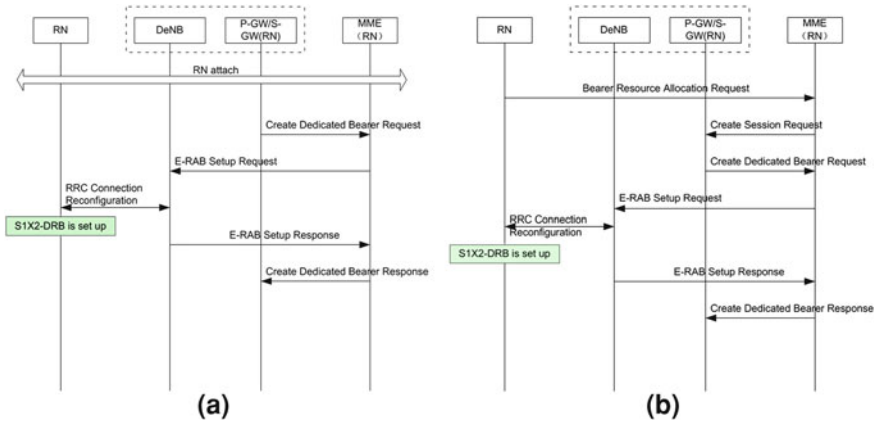 RN
DeNB
P-GW/S-
GW(RN)
MME
（RN）
RN attach
Create Dedicated Bearer Request
E-RAB Setup Request
RRC Connection
Reconfiguration
S1X2-DRB is set up
E-RAB Setup Response
Create Dedicated Bearer Response
(a)
RN
DeNB
P-GW/S-
GW(RN)
MME
（RN）
Bearer Resource Allocation Request
Create Session Request
Create Dedicated Bearer Request
E-RAB Setup Request
RRC Connection
Reconfiguration
S1X2-DRB is set up
E-RAB Setup Response
Create Dedicated Bearer Response
(b)